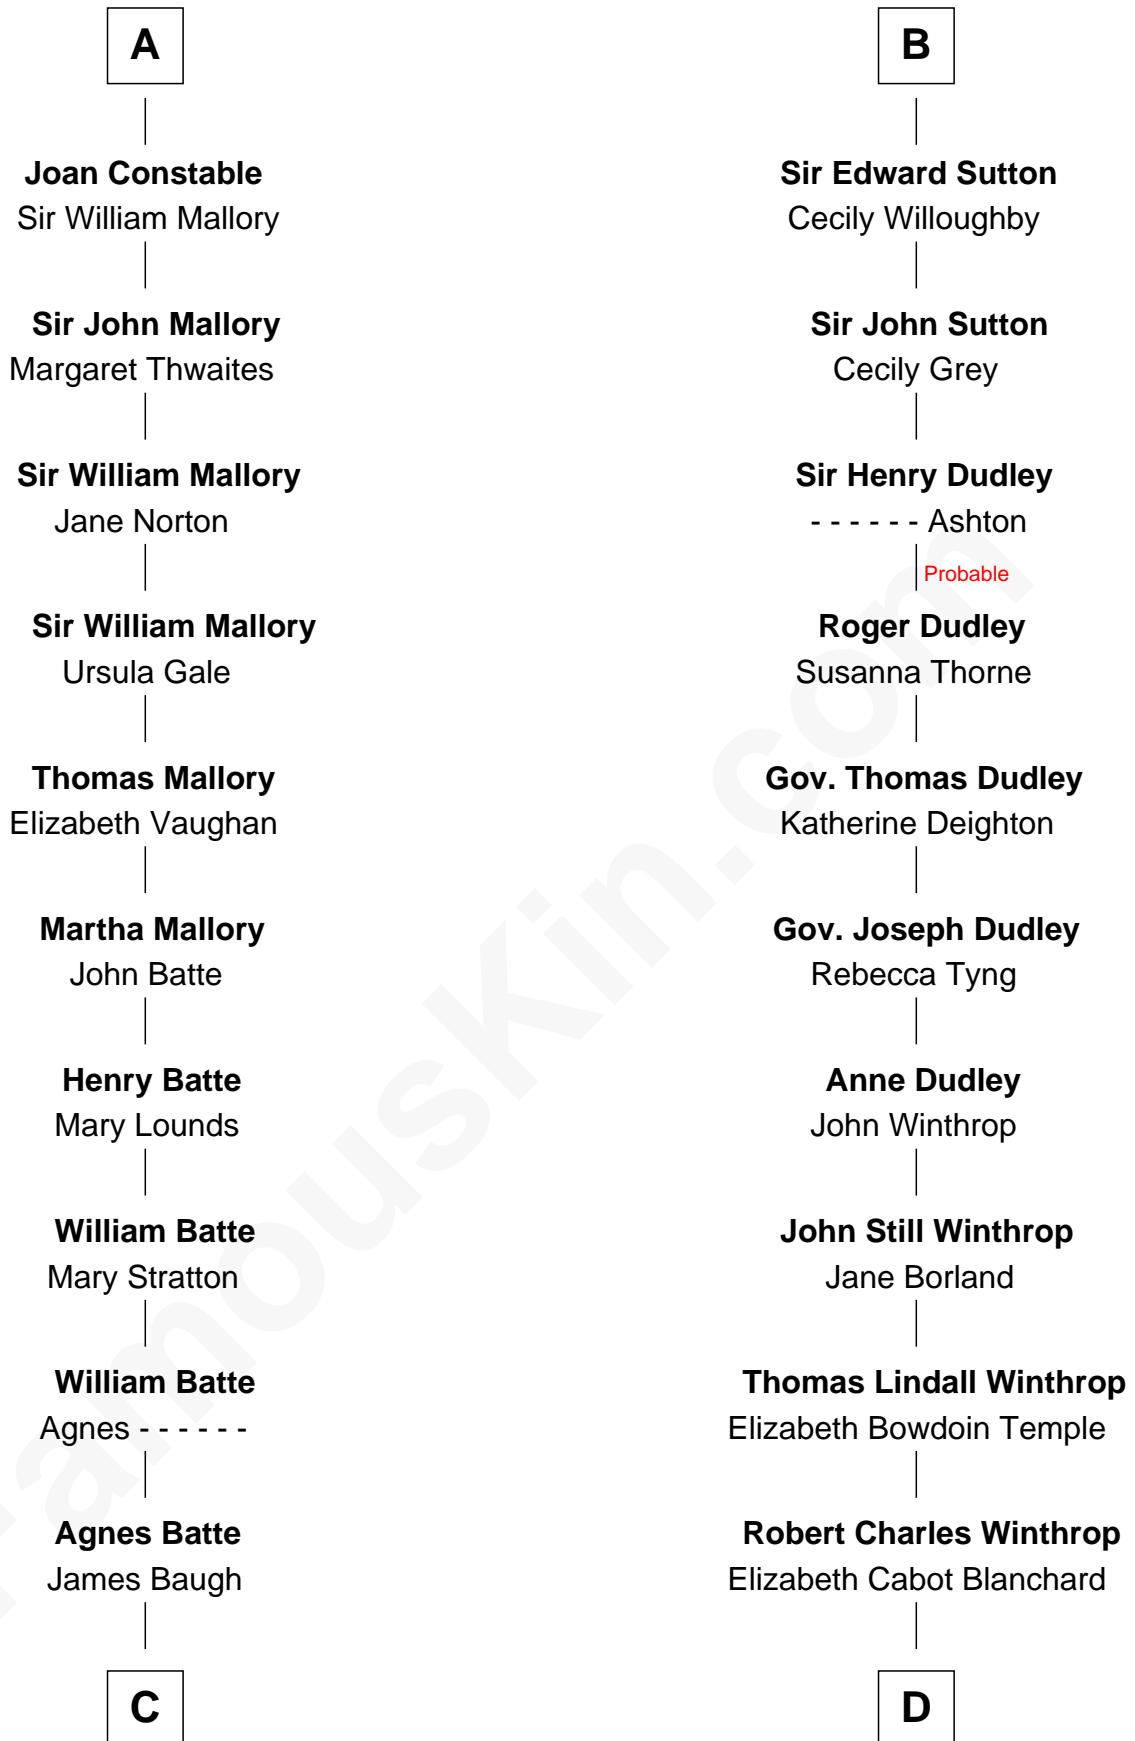 A
Joan Constable
Sir William Mallory
Sir John Mallory
Margaret Thwaites
Sir William Mallory
Jane Norton
Sir William Mallory
Ursula Gale
Thomas Mallory
Elizabeth Vaughan
Martha Mallory
John Batte
Henry Batte
Mary Lounds
William Batte
Mary Stratton
William Batte
Agnes - - - - - -
Agnes Batte
James Baugh
C
B
Sir Edward Sutton
Cecily Willoughby
Sir John Sutton
Cecily Grey
Sir Henry Dudley
- - - - - - Ashton
Probable
Roger Dudley
Susanna Thorne
Gov. Thomas Dudley
Katherine Deighton
Gov. Joseph Dudley
Rebecca Tyng
Anne Dudley
John Winthrop
John Still Winthrop
Jane Borland
Thomas Lindall Winthrop
Elizabeth Bowdoin Temple
Robert Charles Winthrop
Elizabeth Cabot Blanchard
D
FamousKin.com